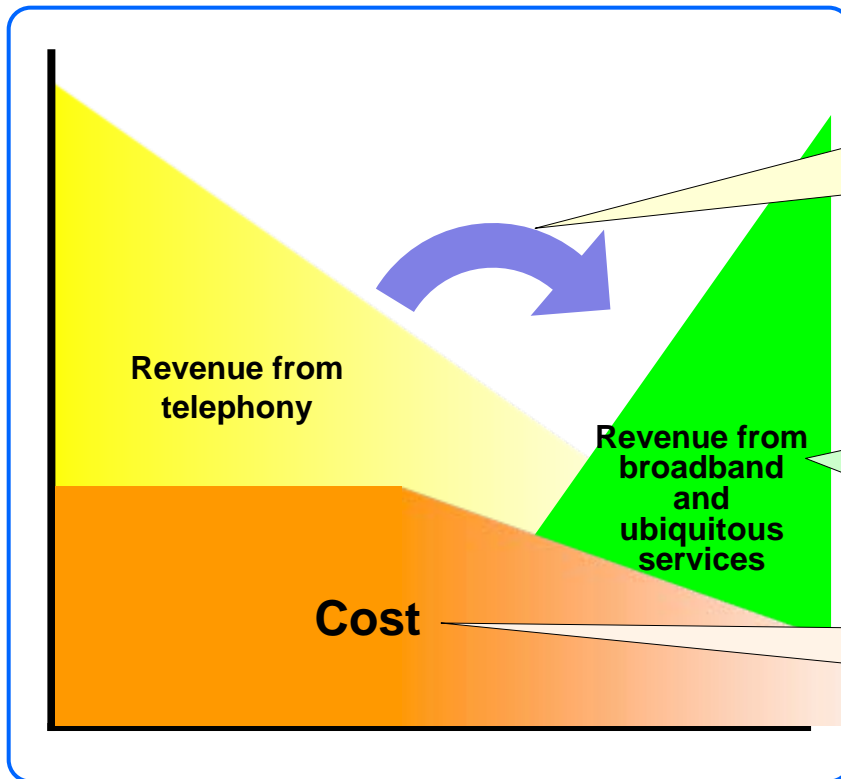 Revenue from
telephony
Revenue from
broadband
and
ubiquitous
services
Cost